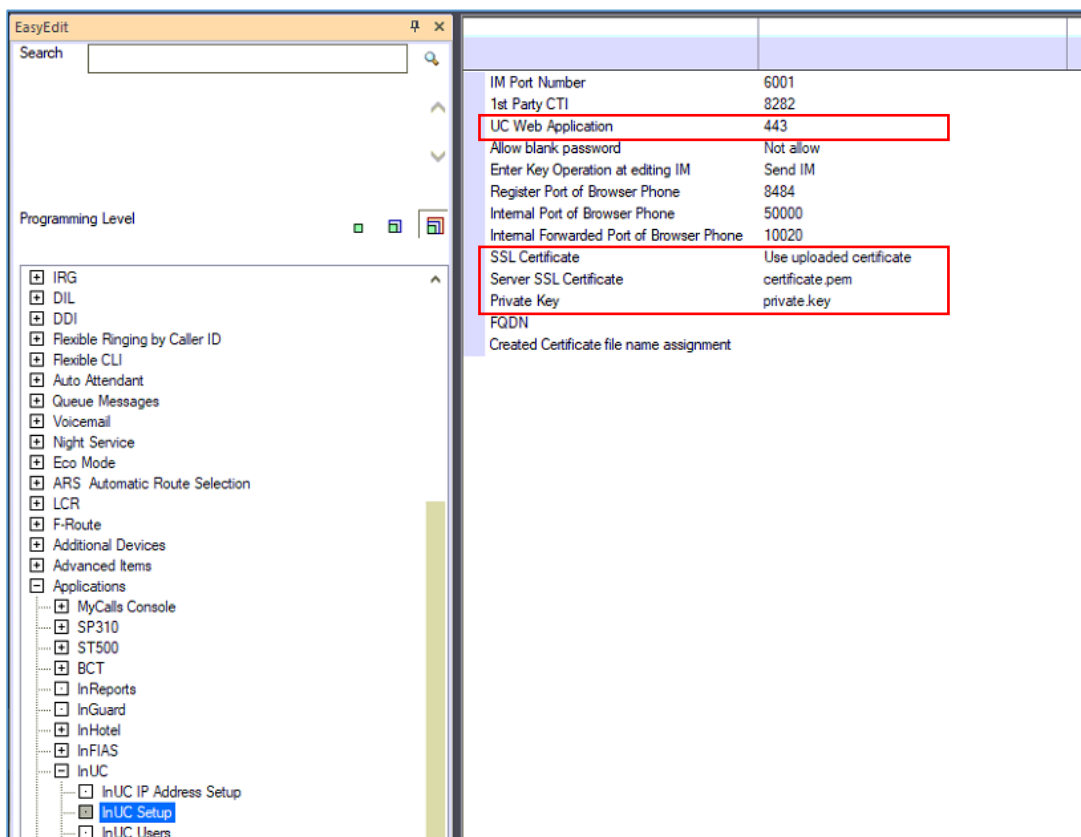 EasyEdit
Search
Programming Level
IRG
DIL
DDI
Flexible Ringing by Caller ID
Flexible CLI
Auto Attendant
Queue Messages
Voicemail
Night Service
Eco Mode
ARS Automatic Route Selection
LCR
F-Route
Additional Devices
Advanced Items
Applications
MyCalls Console
SP310
ST500
BCT
InReports
InGuard
InHotel
InFIAS
InUC
InUC IP Address Setup
InUC Setup
InUC Users
IM Port Number 6001
1st Party CTI 8282
UC Web Application 443
Allow blank password Not allow
Enter Key Operation at editing IM Send IM
Register Port of Browser Phone 8484
Internal Port of Browser Phone 50000
Internal Forwarded Port of Browser Phone 10020
SSL Certificate Use uploaded certificate
Server SSL Certificate certificate.pem
Private Key private.key
FQDN
Created Certificate file name assignment